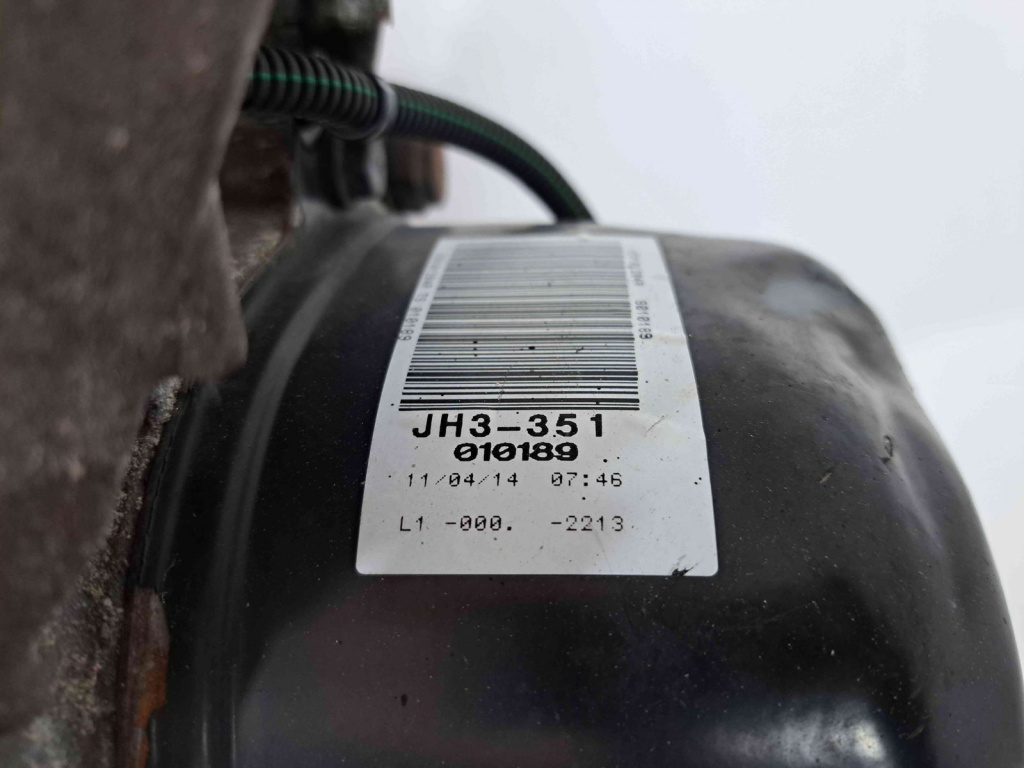 JH3-351
010189
11/04/14 07:46
L1 -000. -2213